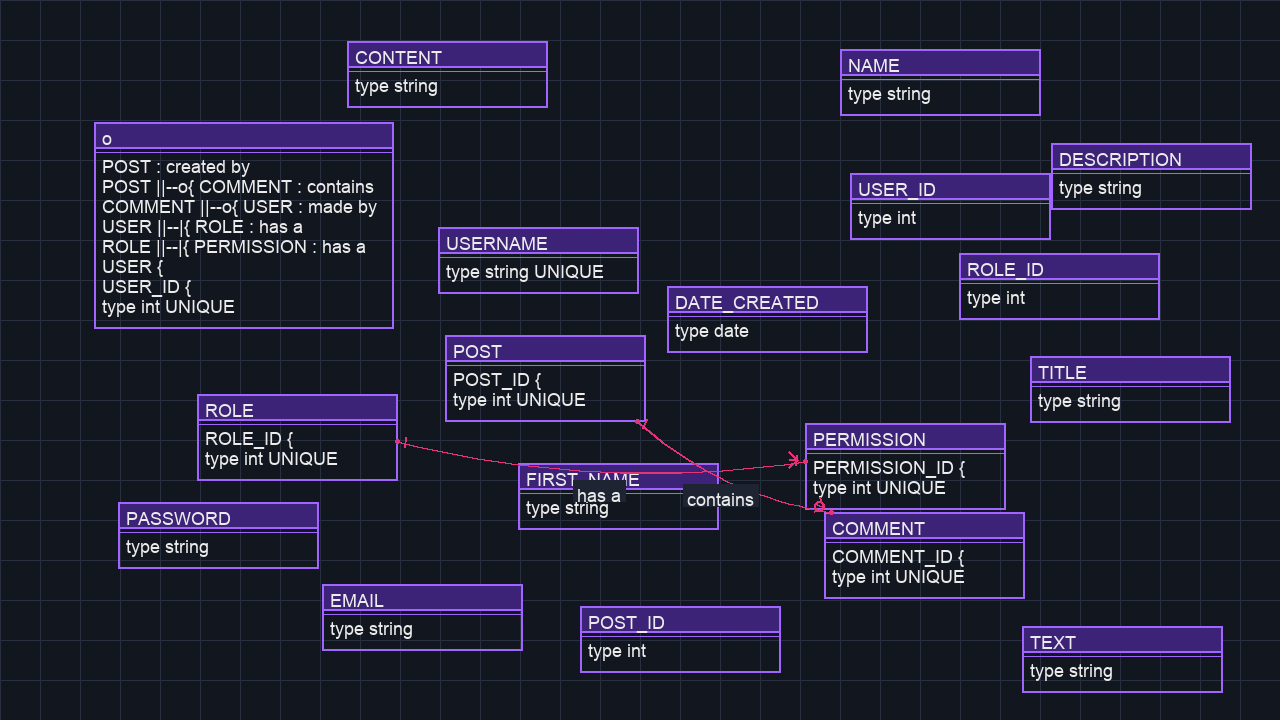 CONTENT
type string
NAME
type string
o
POST : created by
POST ||--o{ COMMENT : contains
COMMENT ||--o{ USER : made by
USER ||--|{ ROLE : has a
ROLE ||--|{ PERMISSION : has a
USER {
USER_ID {
type int UNIQUE
DESCRIPTION
type string
USER_ID
type int
USERNAME
type string UNIQUE
ROLE_ID
type int
DATE_CREATED
type date
POST
POST_ID {
type int UNIQUE
TITLE
type string
ROLE
ROLE_ID {
type int UNIQUE
PERMISSION
PERMISSION_ID {
type int UNIQUE
FIRST_NAME
type string
has a
contains
PASSWORD
type string
COMMENT
COMMENT_ID {
type int UNIQUE
EMAIL
type string
POST_ID
type int
TEXT
type string